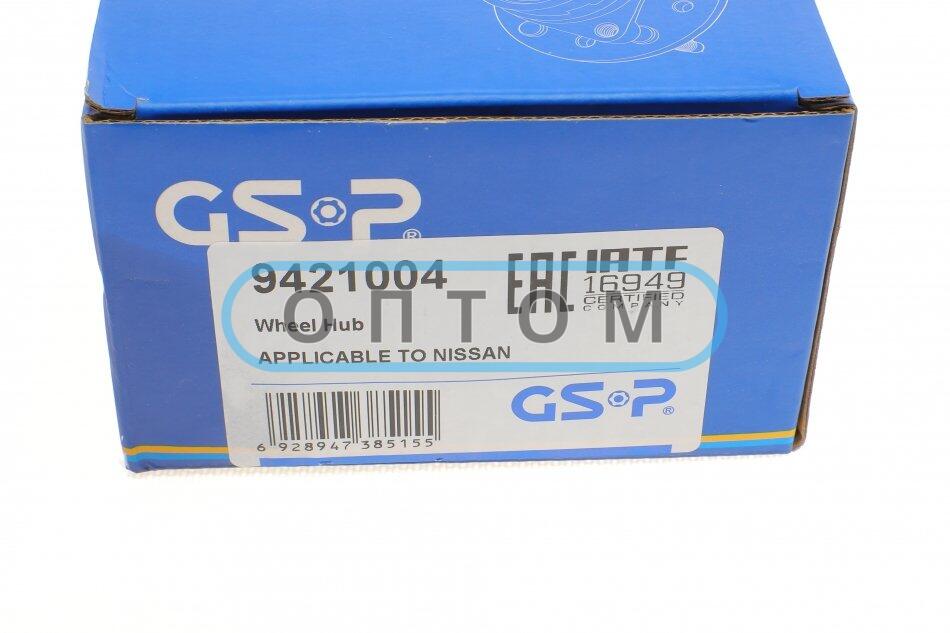 GSP®
9421004
EAC
IATF
16949
CERTIFIED
COMPANY
ОПТОМ
Wheel Hub
APPLICABLE TO NISSAN
GSP®
6 928947 385155